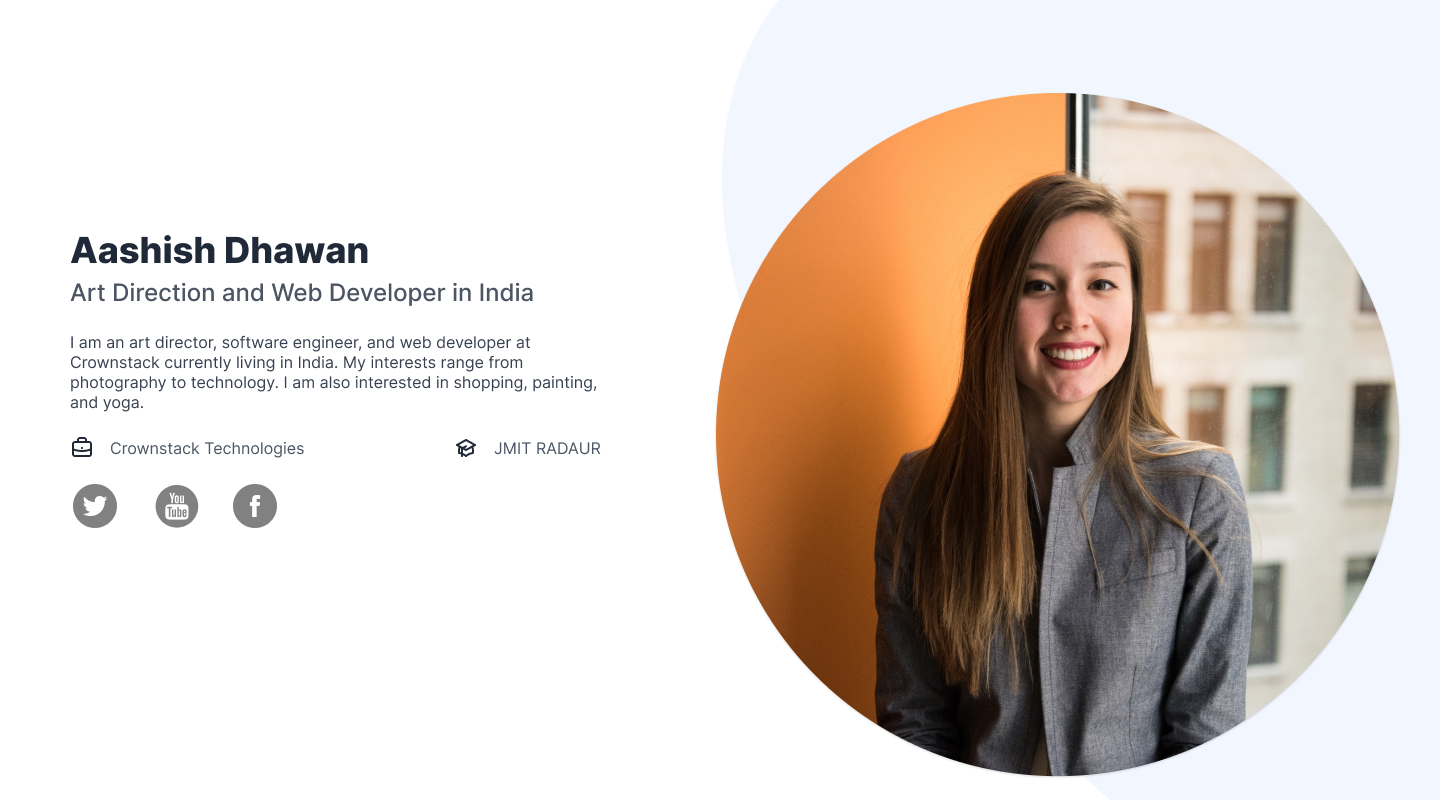 Aashish Dhawan
Art Direction and Web Developer in India
I am an art director, software engineer, and web developer at
Crownstack currently living in India. My interests range from
photography to technology. I am also interested in shopping, painting,
and yoga.
Crownstack Technologies
JMIT RADAUR
You
Tube